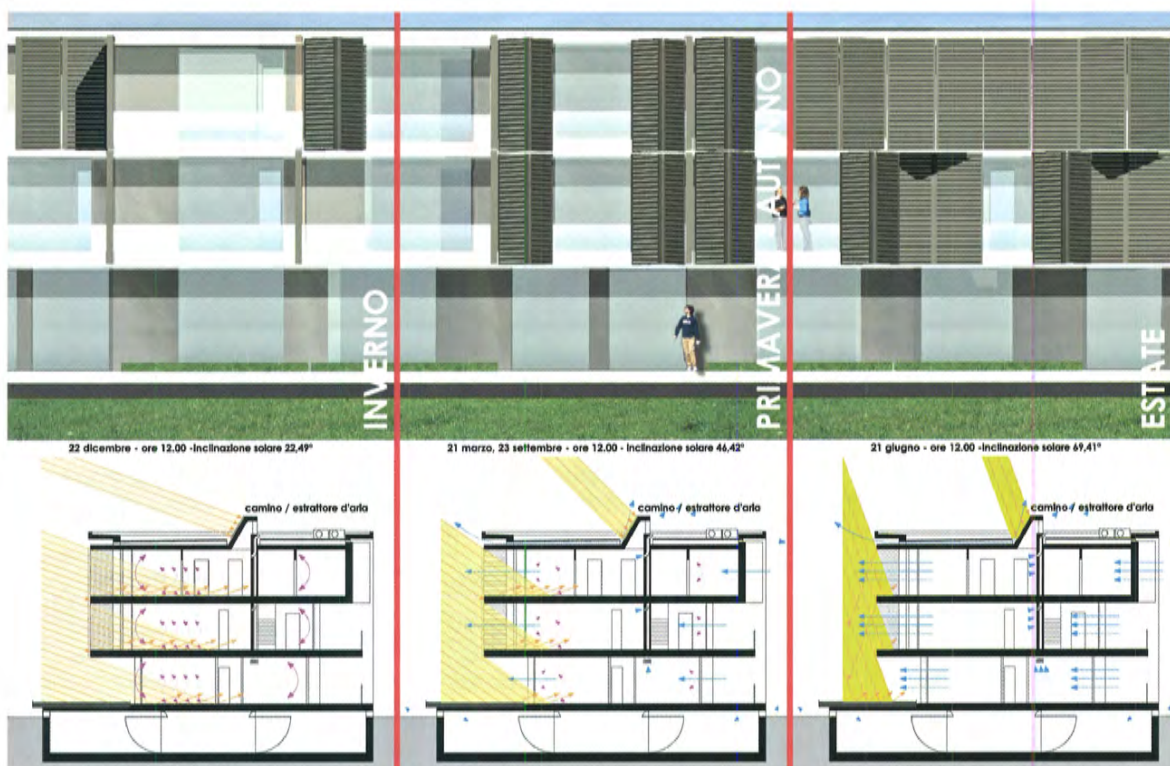 INVERNO
PRIMAVERA AUTUNNO
ESTATE
22 dicembre - ore 12.00 -inclinazione solare 22,49°
21 marzo, 23 settembre - ore 12.00 - inclinazione solare 46,42°
21 giugno - ore 12.00 -inclinazione solare 69,41°
camino / estrattore d'aria
camino / estrattore d'aria
camino / estrattore d'aria